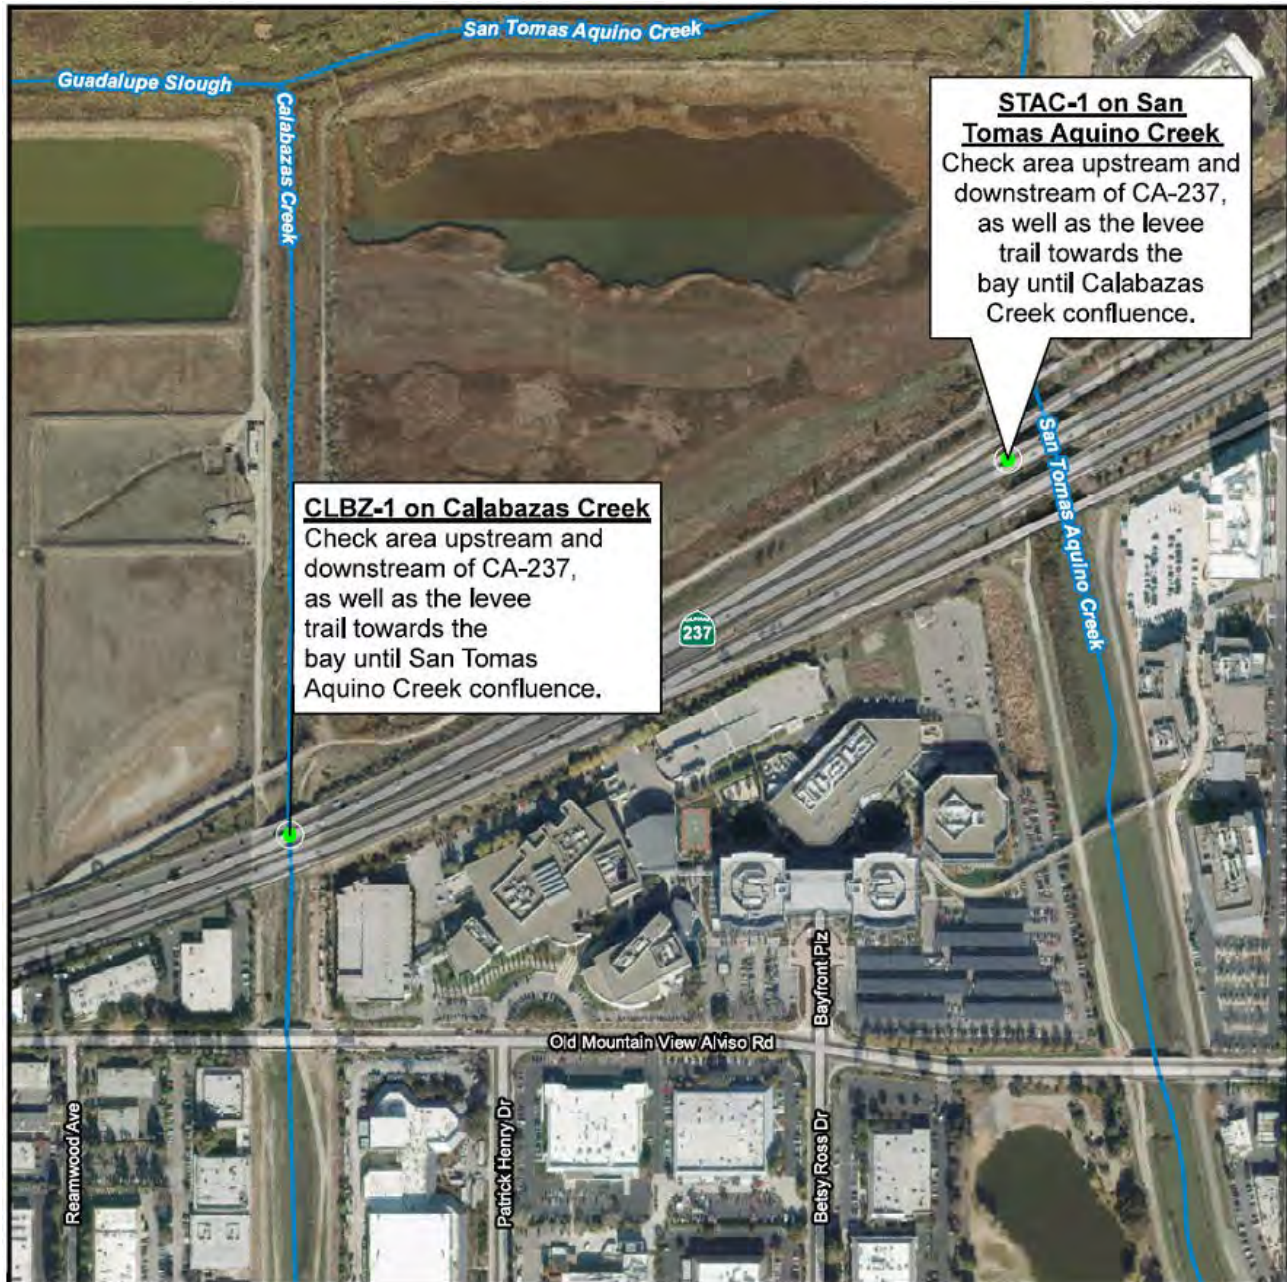 San Tomas Aquino Creek
Guadalupe Slough
Calabazas Creek
STAC-1 on San
Tomas Aquino Creek
Check area upstream and
downstream of CA-237,
as well as the levee
trail towards the
bay until Calabazas
Creek confluence.
San Tomas Aquino Creek
CLBZ-1 on Calabazas Creek
Check area upstream and
downstream of CA-237,
as well as the levee
trail towards the
bay until San Tomas
Aquino Creek confluence.
237
Bayfront Plz
Old Mountain View Alviso Rd
Reamwood Ave
Patrick Henry Dr
Betsy Ross Dr